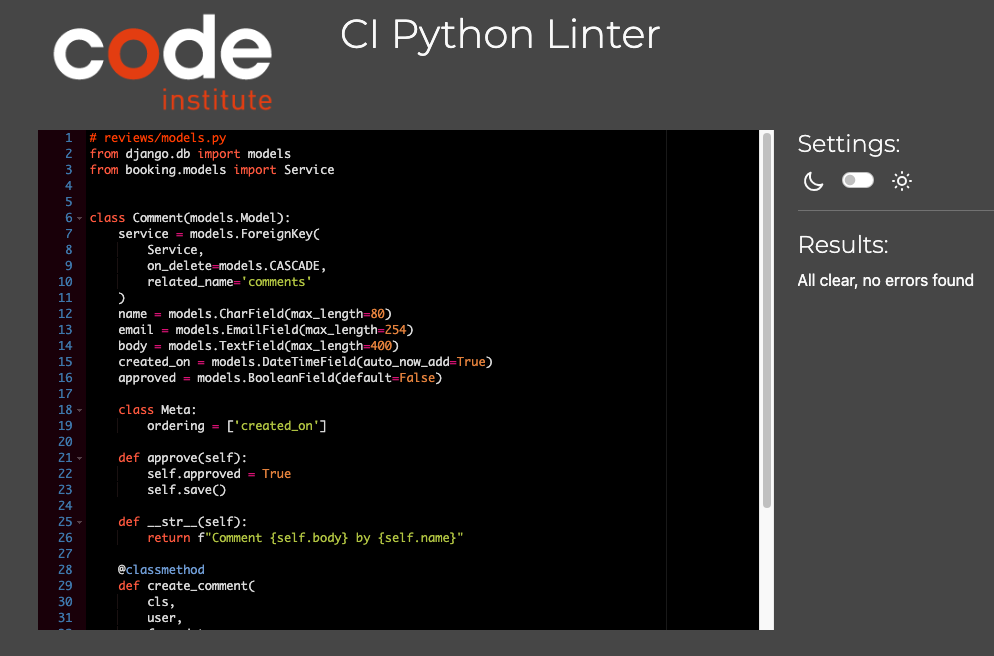 code
institute
CI Python Linter
1 # reviews/models.py
2 from django.db import models
3 from booking.models import Service
4
5
6 class Comment(models.Model):
7     service = models.ForeignKey(
8         Service,
9         on_delete=models.CASCADE,
10         related_name='comments'
11     )
12     name = models.CharField(max_length=80)
13     email = models.EmailField(max_length=254)
14     body = models.TextField(max_length=400)
15     created_on = models.DateTimeField(auto_now_add=True)
16     approved = models.BooleanField(default=False)
17
18     class Meta:
19         ordering = ['created_on']
20
21     def approve(self):
22         self.approved = True
23         self.save()
24
25     def __str__(self):
26         return f"Comment {self.body} by {self.name}"
27
28     @classmethod
29     def create_comment(
30         cls,
31         user,
Settings:
Results:
All clear, no errors found